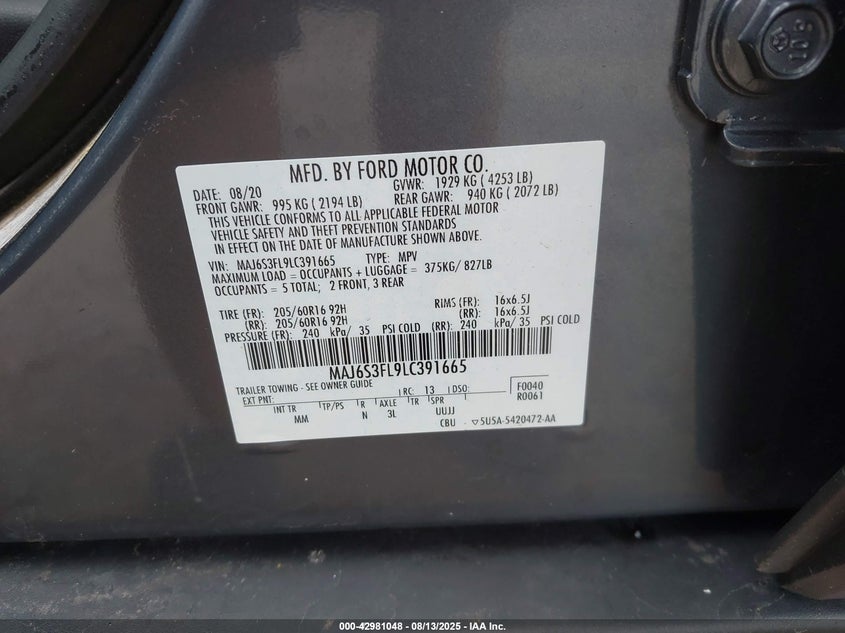 109
MFD. BY FORD MOTOR CO.
DATE: 08/20 GVWR: 1929 KG ( 4253 LB)
FRONT GAWR: 995 KG ( 2194 LB) REAR GAWR: 940 KG ( 2072 LB)
THIS VEHICLE CONFORMS TO ALL APPLICABLE FEDERAL MOTOR
VEHICLE SAFETY AND THEFT PREVENTION STANDARDS
IN EFFECT ON THE DATE OF MANUFACTURE SHOWN ABOVE.
VIN: MAJ6S3FL9LC391665 TYPE: MPV
MAXIMUM LOAD = OCCUPANTS + LUGGAGE = 375KG/ 827LB
OCCUPANTS = 5 TOTAL; 2 FRONT, 3 REAR
TIRE (FR): 205/60R16 92H RIMS (FR): 16x6.5J
(RR): 205/60R16 92H (RR): 16x6.5J
PRESSURE (FR): 240 kPa/ 35 PSI COLD (RR): 240 kPa/ 35 PSI COLD
MAJ6S3FL9LC391665
TRAILER TOWING - SEE OWNER GUIDE
EXT PNT: RC: 13 DSO: F0040
R0061
INT TR TP/PS R AXLE TR SPR
MM N 3L UUJJ
CBU ▽5U5A-5420472-AA
000-42981048 - 08/13/2025 - IAA Inc.